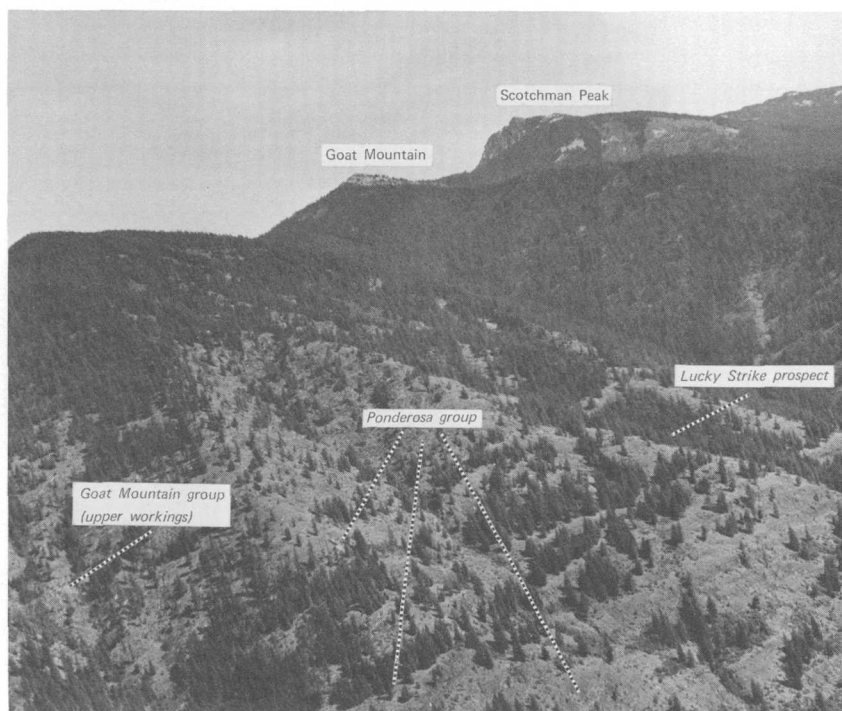 Scotchman Peak
Goat Mountain
Lucky Strike prospect
Ponderosa group
Goat Mountain group
(upper workings)